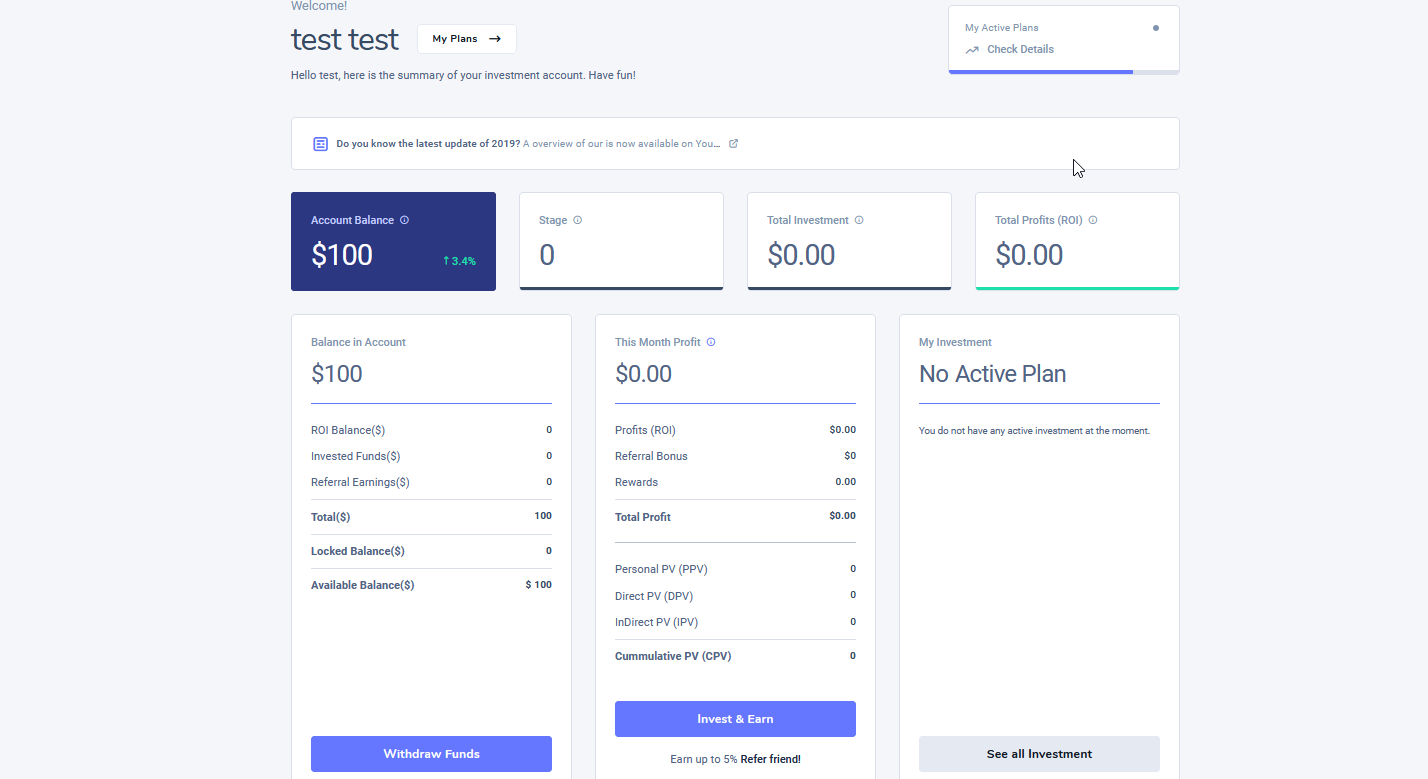 Welcome!
test test
My Plans →
My Active Plans
Check Details
Hello test, here is the summary of your investment account. Have fun!
Do you know the latest update of 2019? A overview of our is now available on You...
Account Balance
$100
↑ 3.4%
Stage
0
Total Investment
$0.00
Total Profits (ROI)
$0.00
Balance in Account
$100
ROI Balance($) 0
Invested Funds($) 0
Referral Earnings($) 0
Total($) 100
Locked Balance($) 0
Available Balance($) $ 100
Withdraw Funds
This Month Profit
$0.00
Profits (ROI) $0.00
Referral Bonus $0
Rewards 0.00
Total Profit $0.00
Personal PV (PPV) 0
Direct PV (DPV) 0
InDirect PV (IPV) 0
Cummulative PV (CPV) 0
Invest & Earn
Earn up to 5% Refer friend!
My Investment
No Active Plan
You do not have any active investment at the moment.
See all Investment